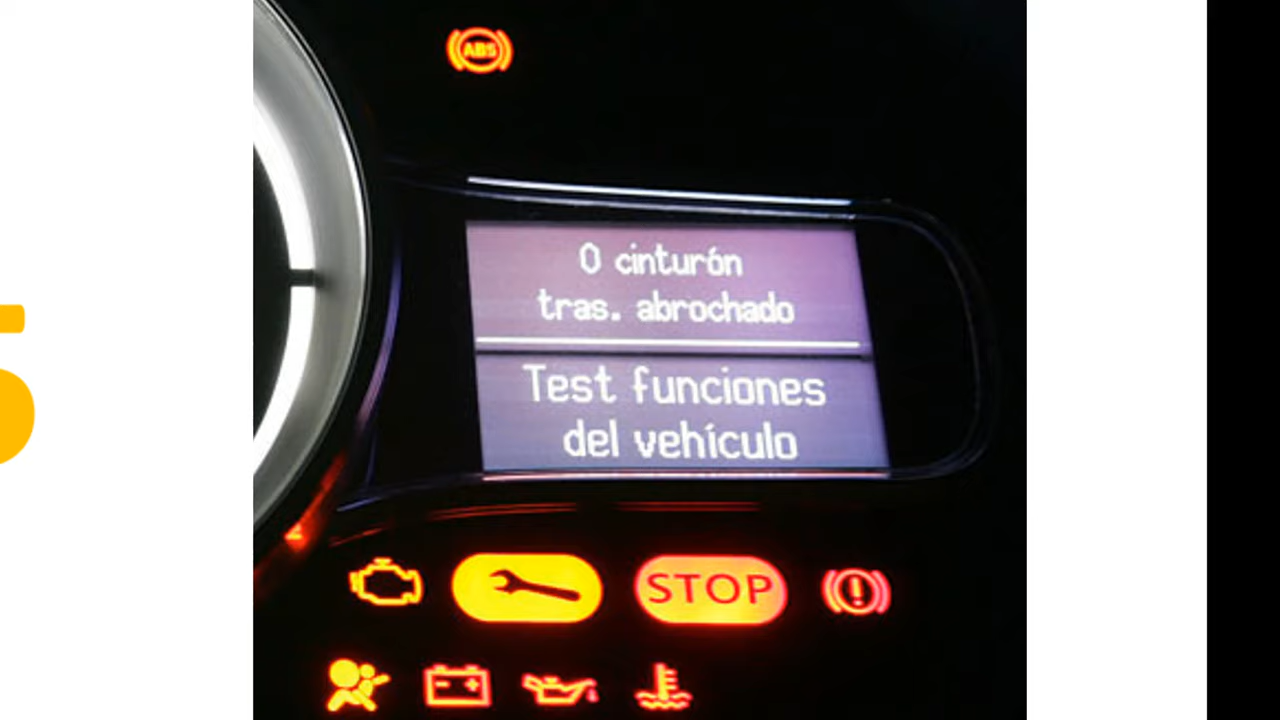 ABS
0 cinturón
tras. abrochado
Test funciones
del vehículo
STOP